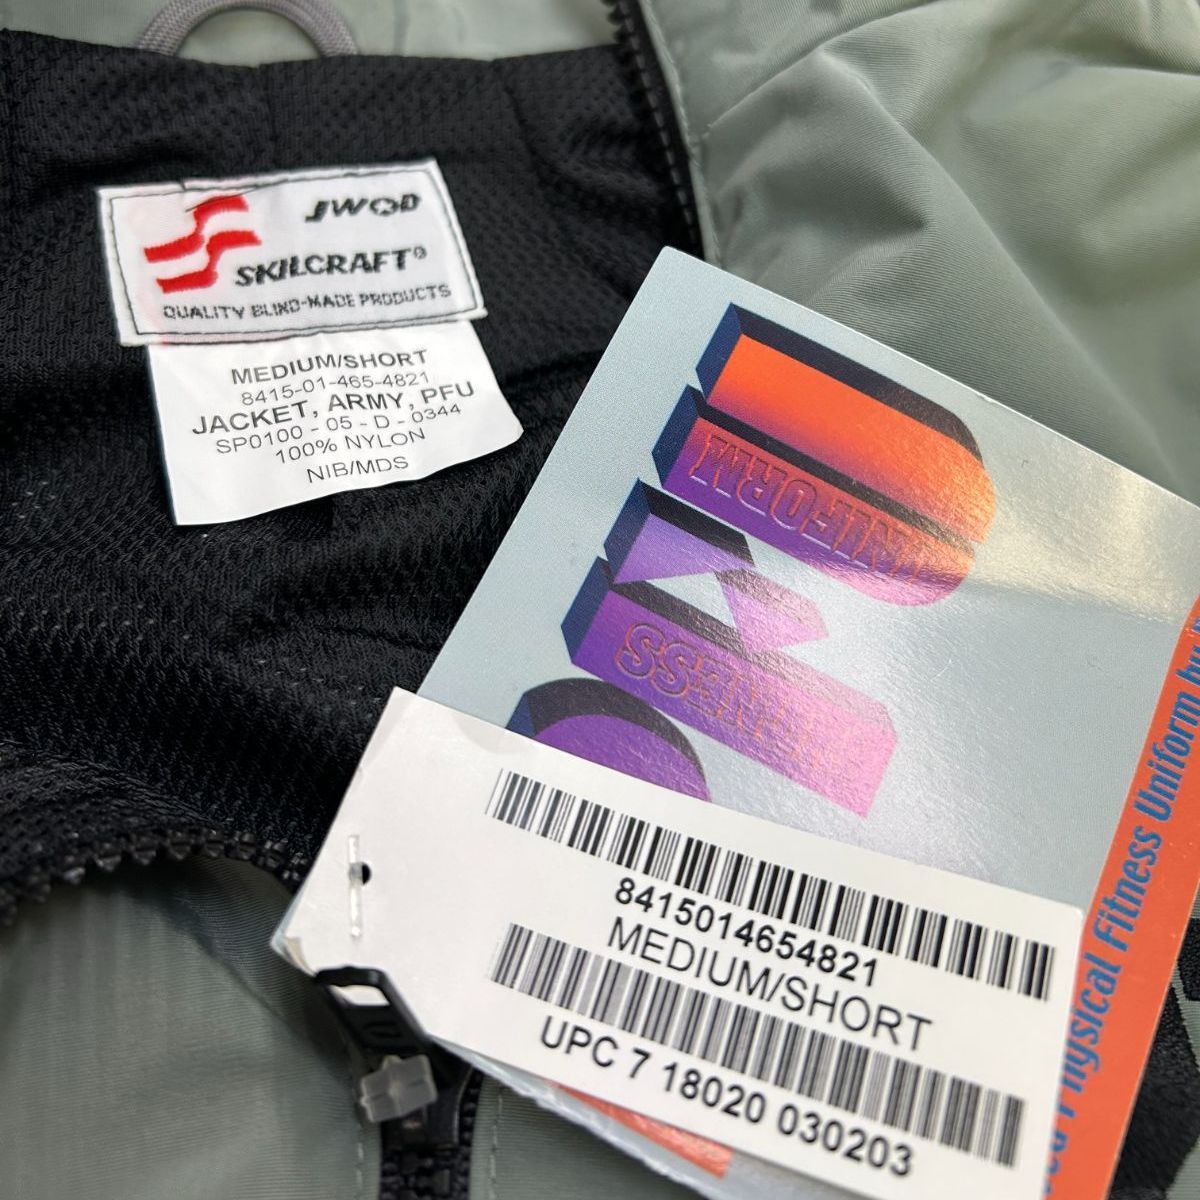 JWOD
SKILCRAFT®
QUALITY BLIND-MADE PRODUCTS
MEDIUM/SHORT
8415-01-465-4821
JACKET, ARMY, PFU
SP0100 - 05 - D - 0344
100% NYLON
NIB/MDS
UNIFORM
FITNESS
8415014654821
MEDIUM/SHORT
UPC 7 18020 030203
Physical Fitness Uniform by